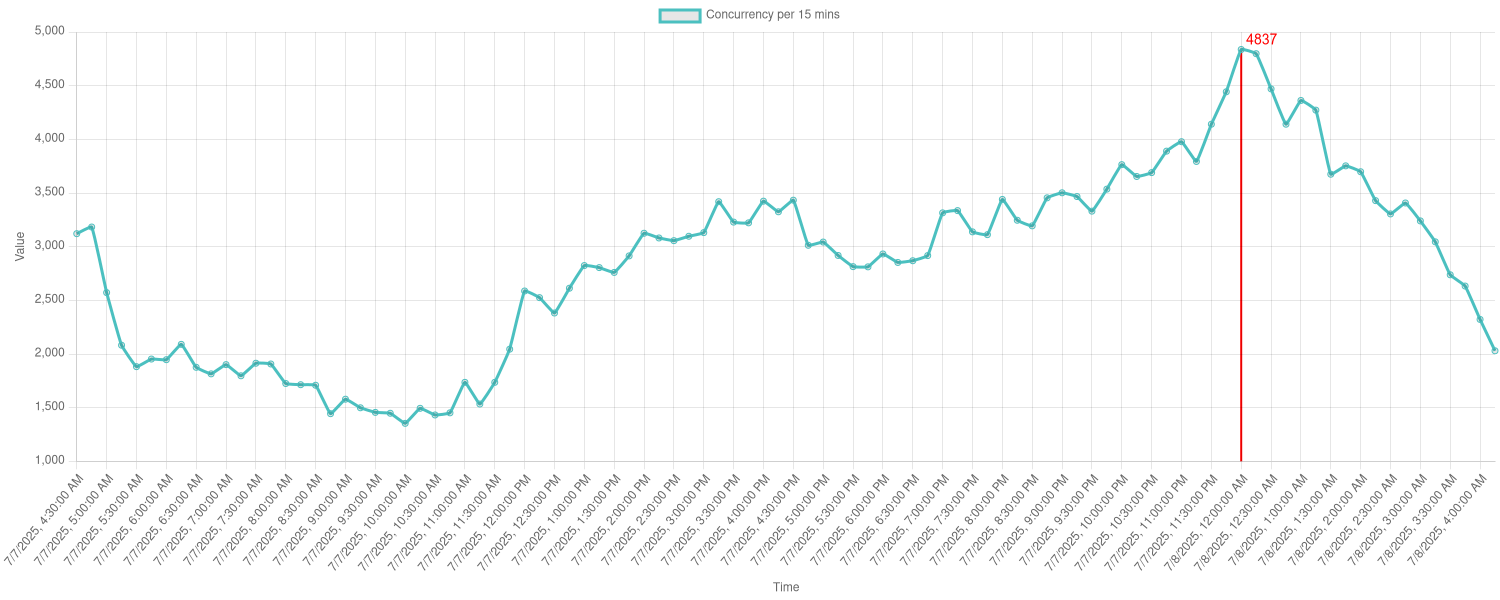 Concurrency per 15 mins
4837
5,000
4,500
4,000
3,500
3,000
2,500
2,000
1,500
1,000
Value
7/7/2025, 4:30:00 AM
7/7/2025, 5:00:00 AM
7/7/2025, 5:30:00 AM
7/7/2025, 6:00:00 AM
7/7/2025, 6:30:00 AM
7/7/2025, 7:00:00 AM
7/7/2025, 7:30:00 AM
7/7/2025, 8:00:00 AM
7/7/2025, 8:30:00 AM
7/7/2025, 9:00:00 AM
7/7/2025, 9:30:00 AM
7/7/2025, 10:00:00 AM
7/7/2025, 10:30:00 AM
7/7/2025, 11:00:00 AM
7/7/2025, 11:30:00 AM
7/7/2025, 12:00:00 PM
7/7/2025, 12:30:00 PM
7/7/2025, 1:00:00 PM
7/7/2025, 1:30:00 PM
7/7/2025, 2:00:00 PM
7/7/2025, 2:30:00 PM
7/7/2025, 3:00:00 PM
7/7/2025, 3:30:00 PM
7/7/2025, 4:00:00 PM
7/7/2025, 4:30:00 PM
7/7/2025, 5:00:00 PM
7/7/2025, 5:30:00 PM
7/7/2025, 6:00:00 PM
7/7/2025, 6:30:00 PM
7/7/2025, 7:00:00 PM
7/7/2025, 7:30:00 PM
7/7/2025, 8:00:00 PM
7/7/2025, 8:30:00 PM
7/7/2025, 9:00:00 PM
7/7/2025, 9:30:00 PM
7/7/2025, 10:00:00 PM
7/7/2025, 10:30:00 PM
7/7/2025, 11:00:00 PM
7/7/2025, 11:30:00 PM
7/8/2025, 12:00:00 AM
7/8/2025, 12:30:00 AM
7/8/2025, 1:00:00 AM
7/8/2025, 1:30:00 AM
7/8/2025, 2:00:00 AM
7/8/2025, 2:30:00 AM
7/8/2025, 3:00:00 AM
7/8/2025, 3:30:00 AM
7/8/2025, 4:00:00 AM
Time